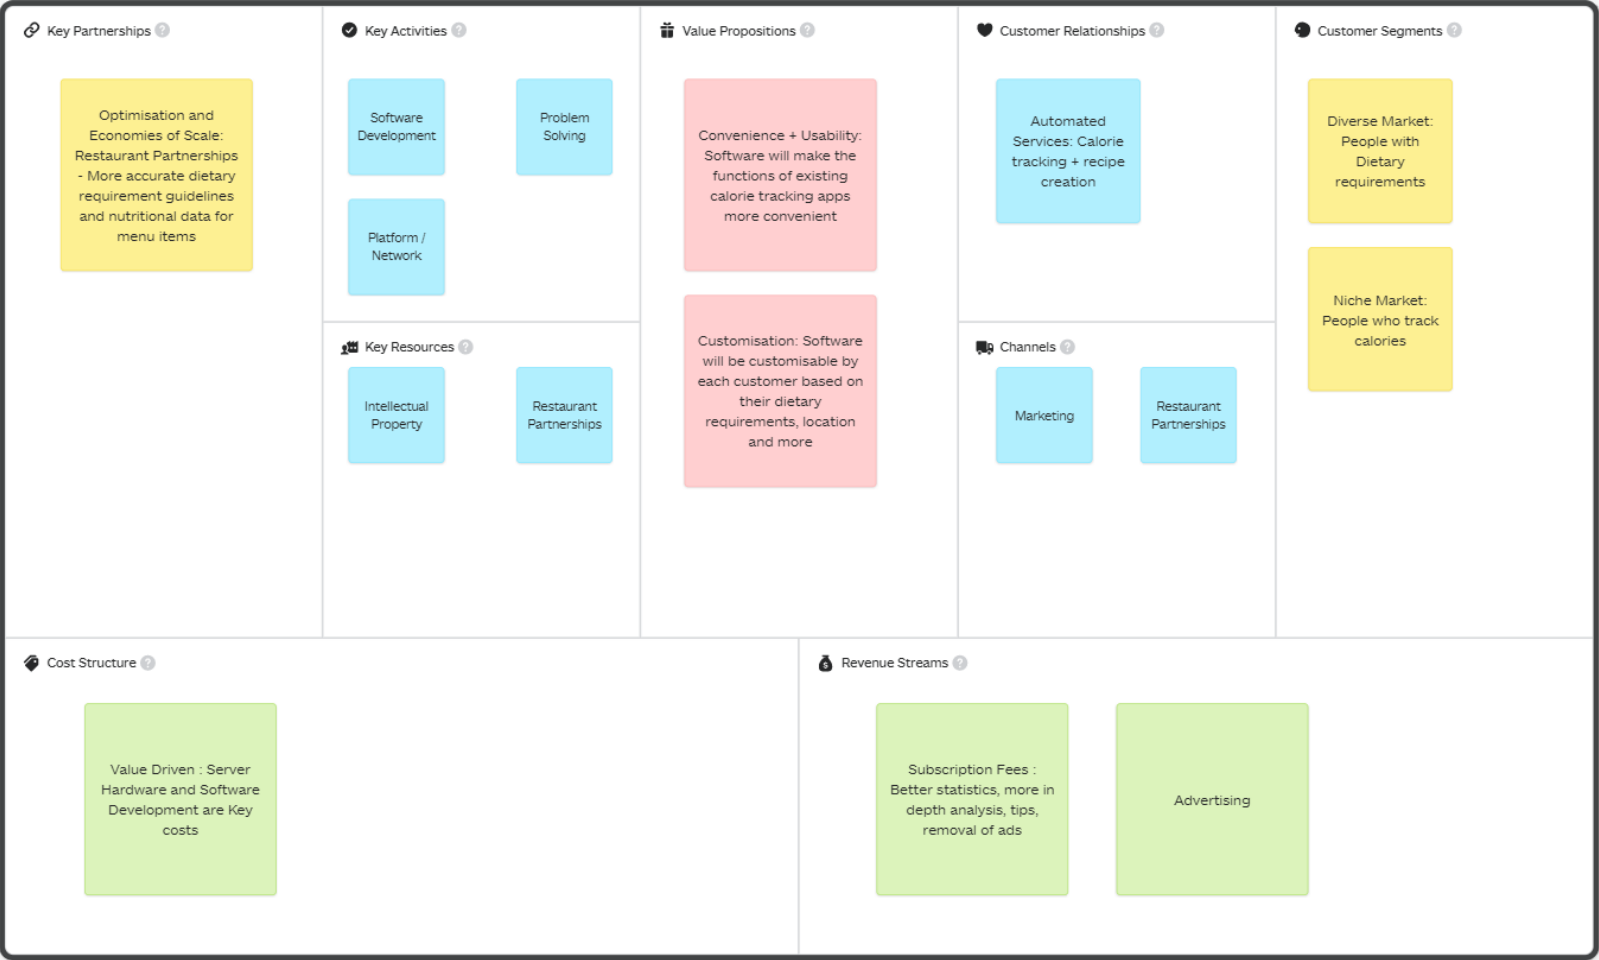 Key Partnerships ?
Optimisation and
Economies of Scale:
Restaurant Partnerships
- More accurate dietary
requirement guidelines
and nutritional data for
menu items
Key Activities ?
Software
Development
Problem
Solving
Platform /
Network
Key Resources ?
Intellectual
Property
Restaurant
Partnerships
Value Propositions ?
Convenience + Usability:
Software will make the
functions of existing
calorie tracking apps
more convenient
Customisation: Software
will be customisable by
each customer based on
their dietary
requirements, location
and more
Customer Relationships ?
Automated
Services: Calorie
tracking + recipe
creation
Channels ?
Marketing
Restaurant
Partnerships
Customer Segments ?
Diverse Market:
People with
Dietary
requirements
Niche Market:
People who track
calories
Cost Structure ?
Value Driven : Server
Hardware and Software
Development are Key
costs
Revenue Streams ?
Subscription Fees :
Better statistics, more in
depth analysis, tips,
removal of ads
Advertising